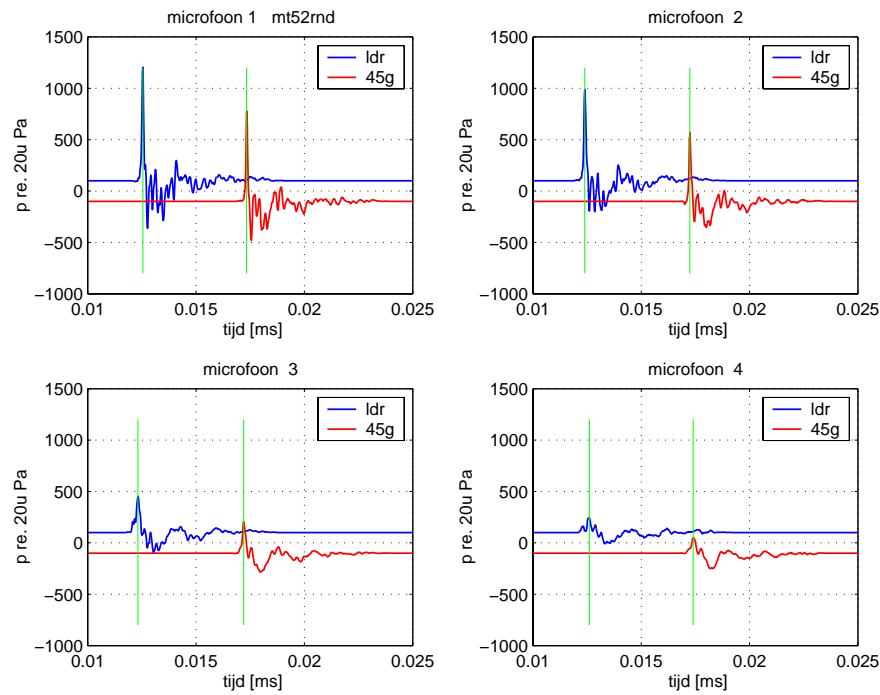 microfoon 1 mt52rnd
1500
1000
500
0
−500
−1000
p re. 20u Pa
ldr
45g
0.01
0.015
0.02
0.025
tijd [ms]
microfoon 2
1500
1000
500
0
−500
−1000
p re. 20u Pa
ldr
45g
0.01
0.015
0.02
0.025
tijd [ms]
microfoon 3
1500
1000
500
0
−500
−1000
p re. 20u Pa
ldr
45g
0.01
0.015
0.02
0.025
tijd [ms]
microfoon 4
1500
1000
500
0
−500
−1000
p re. 20u Pa
ldr
45g
0.01
0.015
0.02
0.025
tijd [ms]